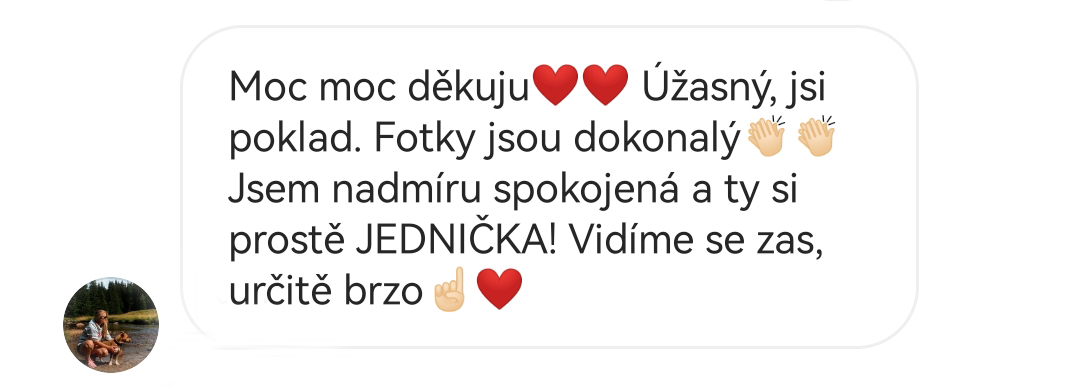 Moc moc děkuju❤️❤️ Úžasný, jsi
poklad. Fotky jsou dokonalý👏🏻👏🏻
Jsem nadmíru spokojená a ty si
prostě JEDNIČKA! Vidíme se zas,
určitě brzo☝🏻❤️